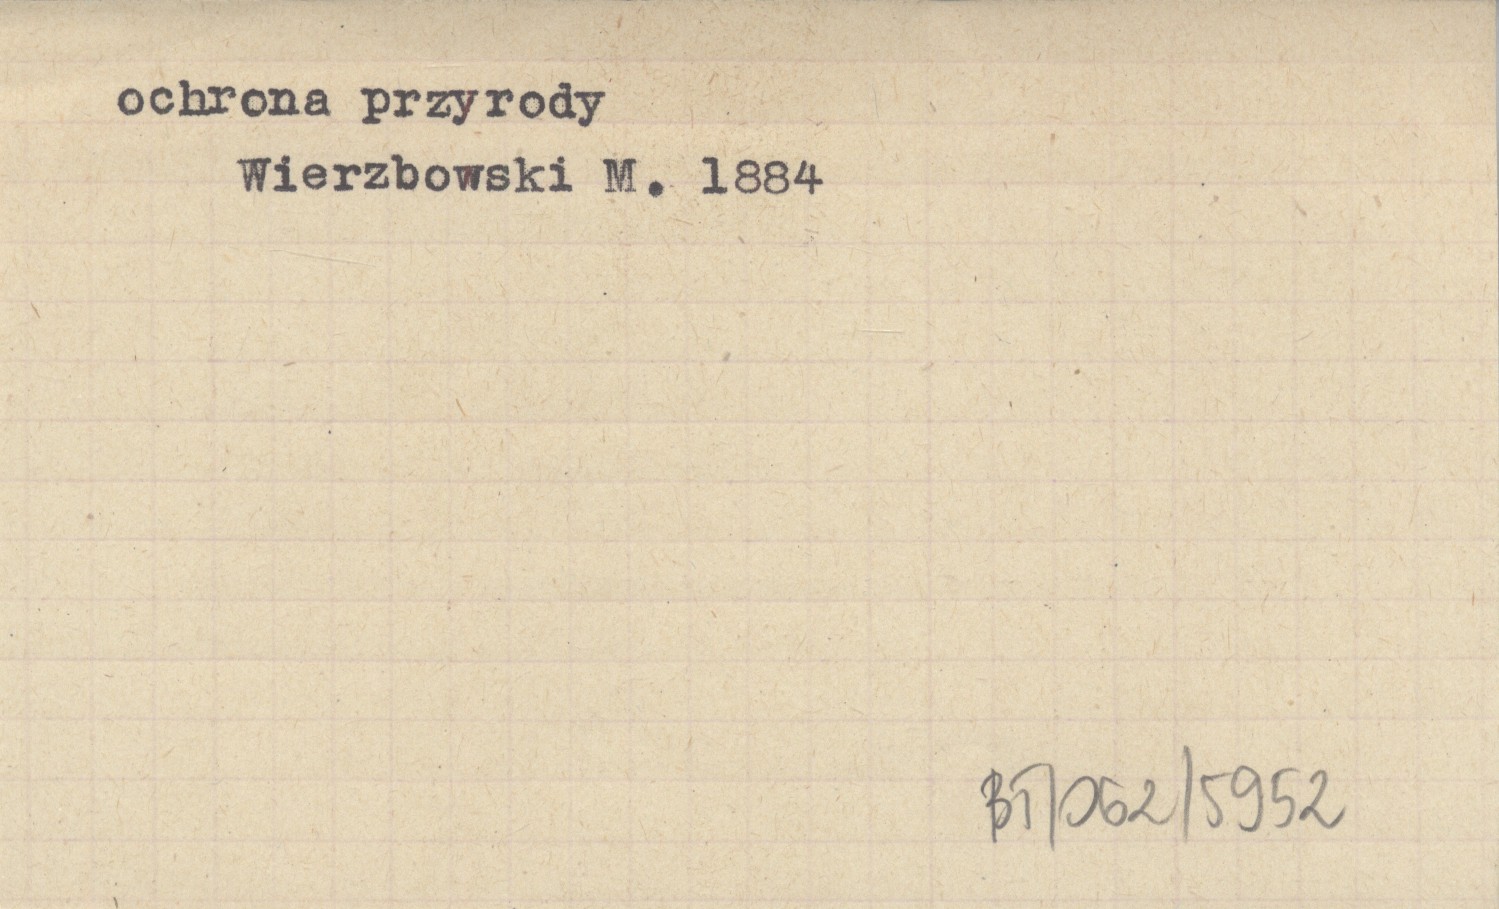 ochrona przyrody
Wierzbowski M. 1884
BT/062/5952